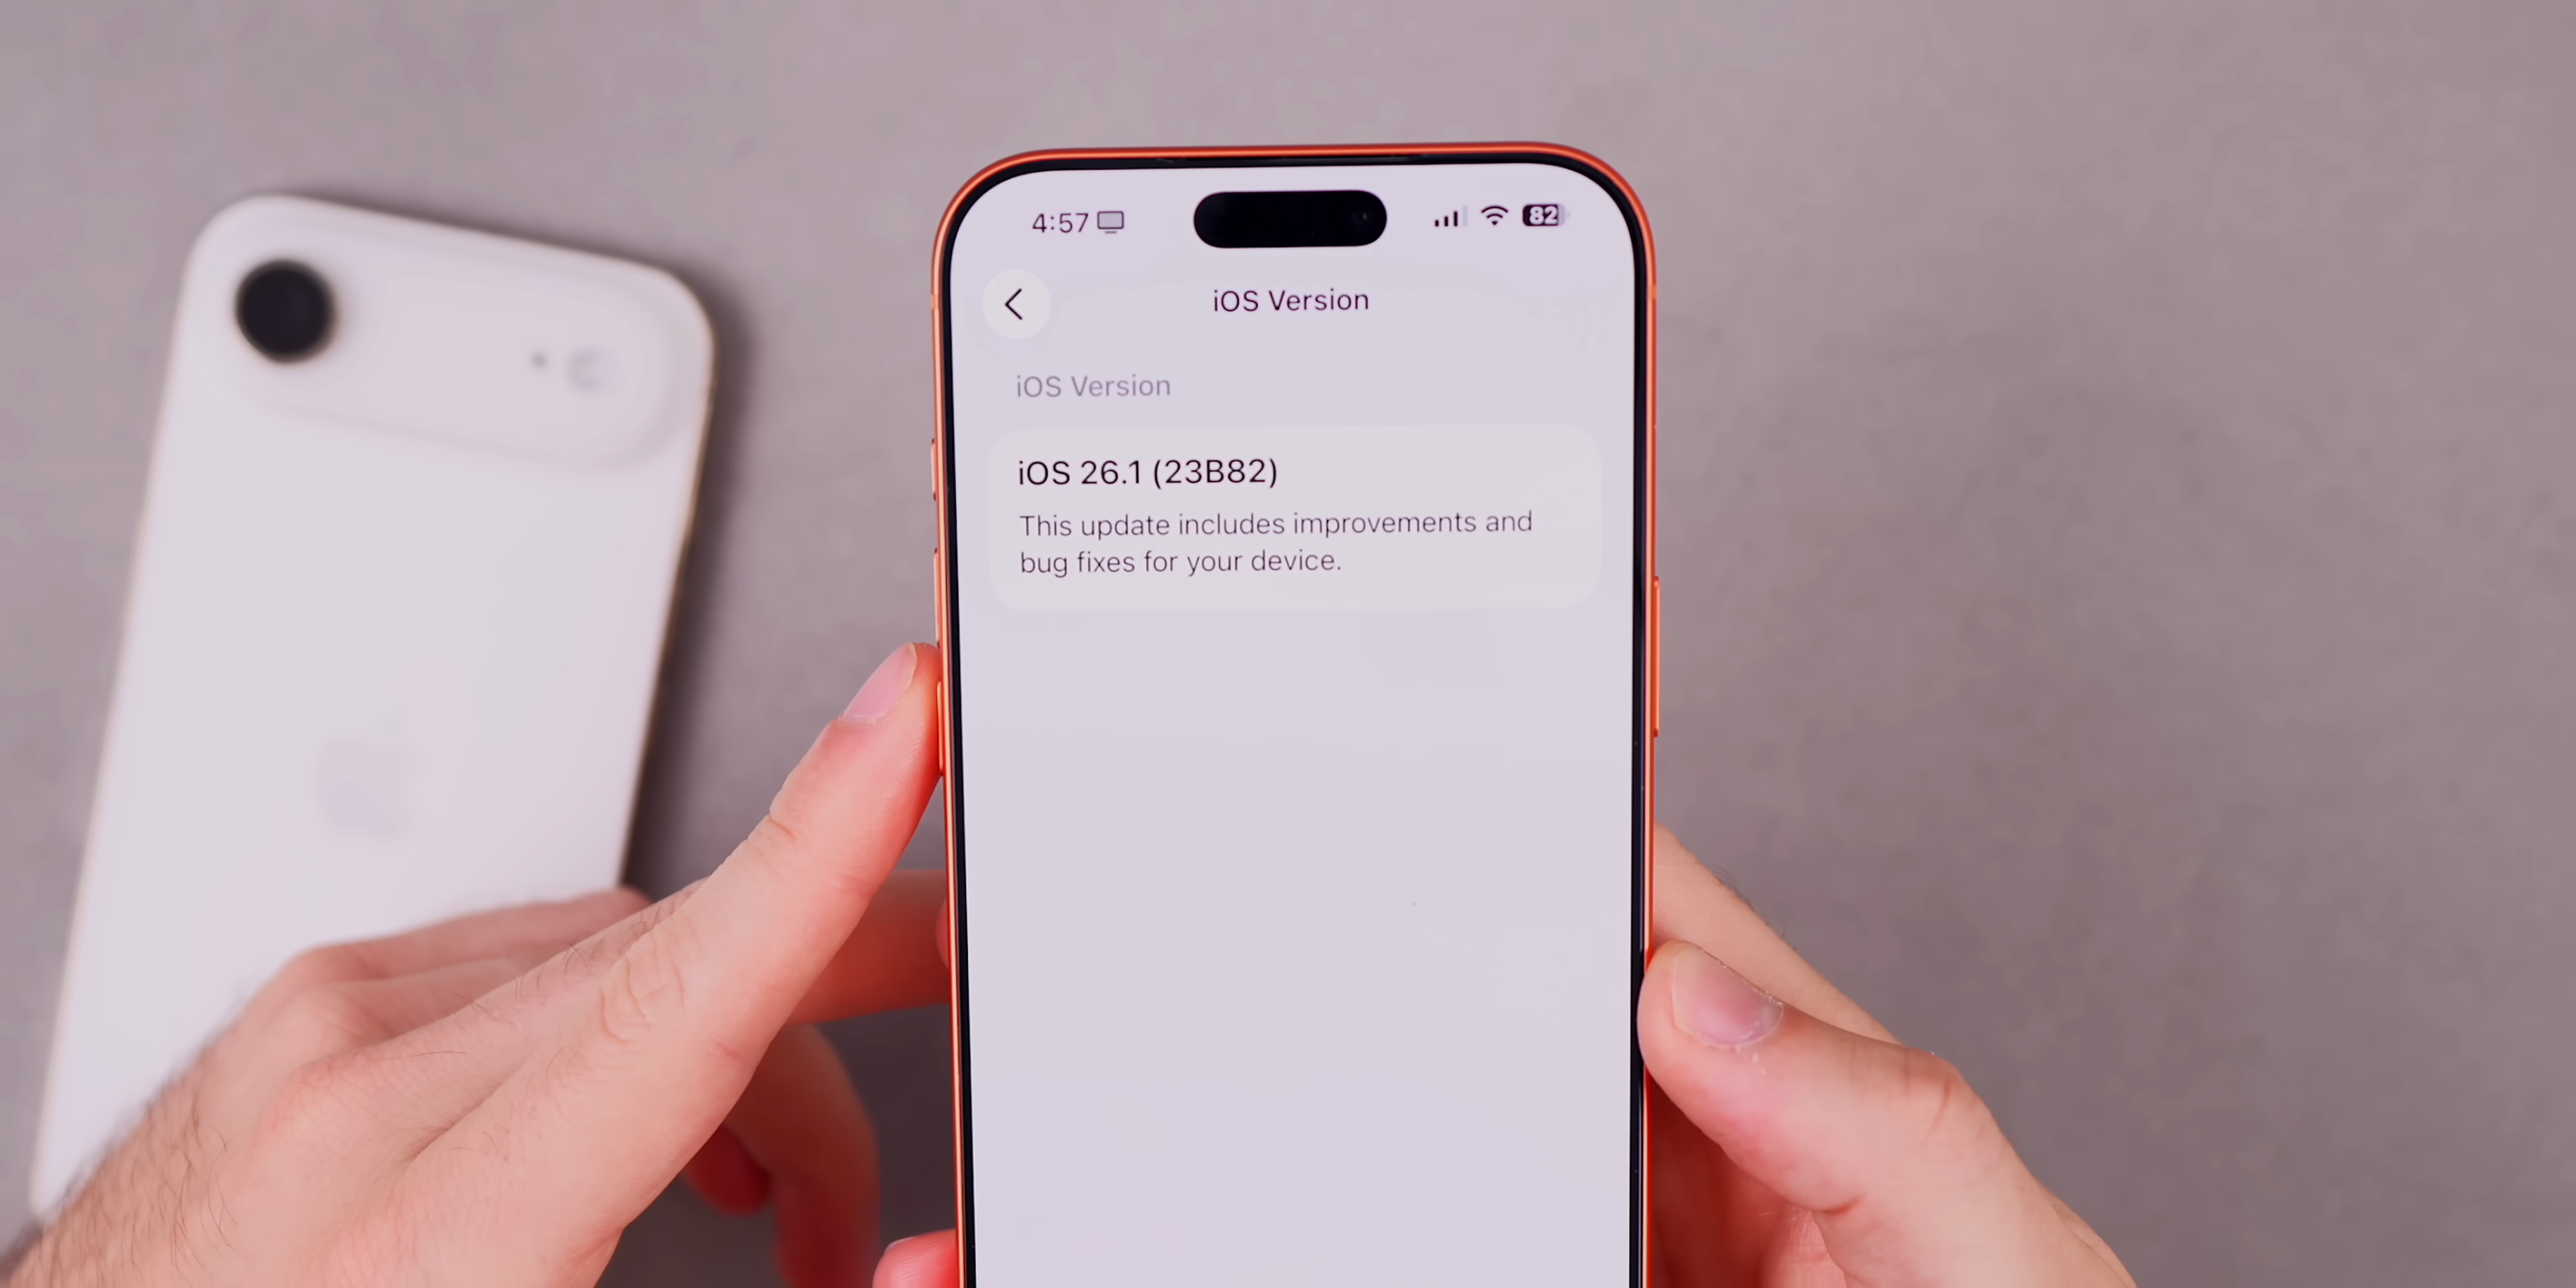 4:57
82
iOS Version
iOS Version
iOS 26.1 (23B82)
This update includes improvements and
bug fixes for your device.